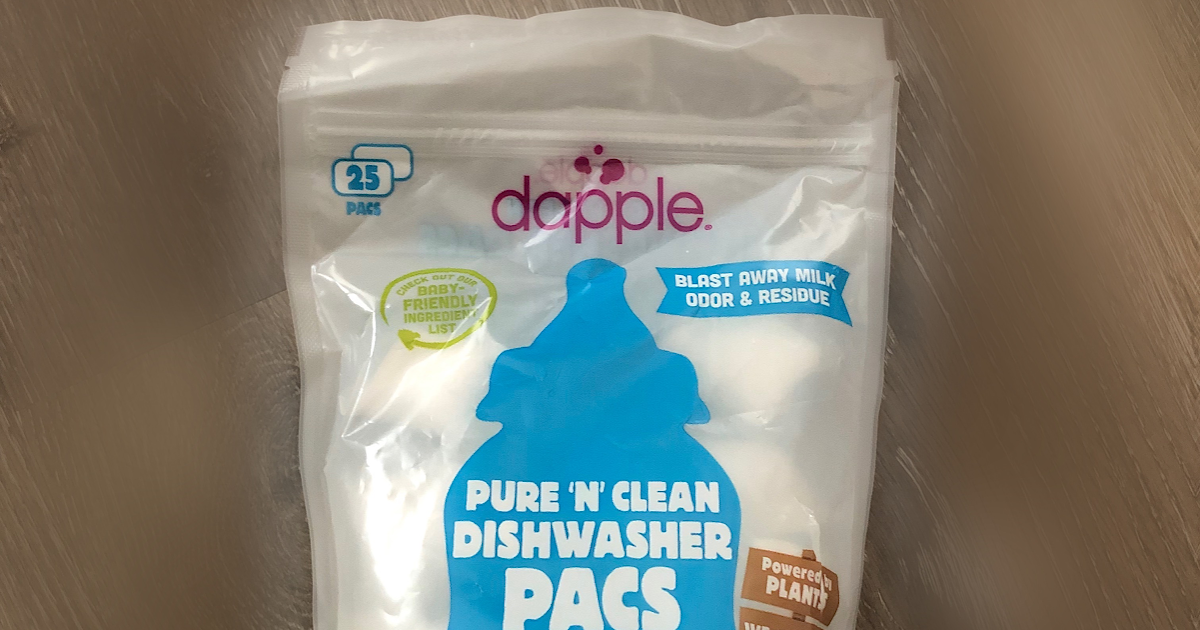 25
PACS
dapple.
CHECK OUT OUR
BABY-
FRIENDLY
INGREDIENT
LIST
BLAST AWAY MILK
ODOR & RESIDUE
PURE 'N' CLEAN
DISHWASHER
PACS
Powered by
PLANTS